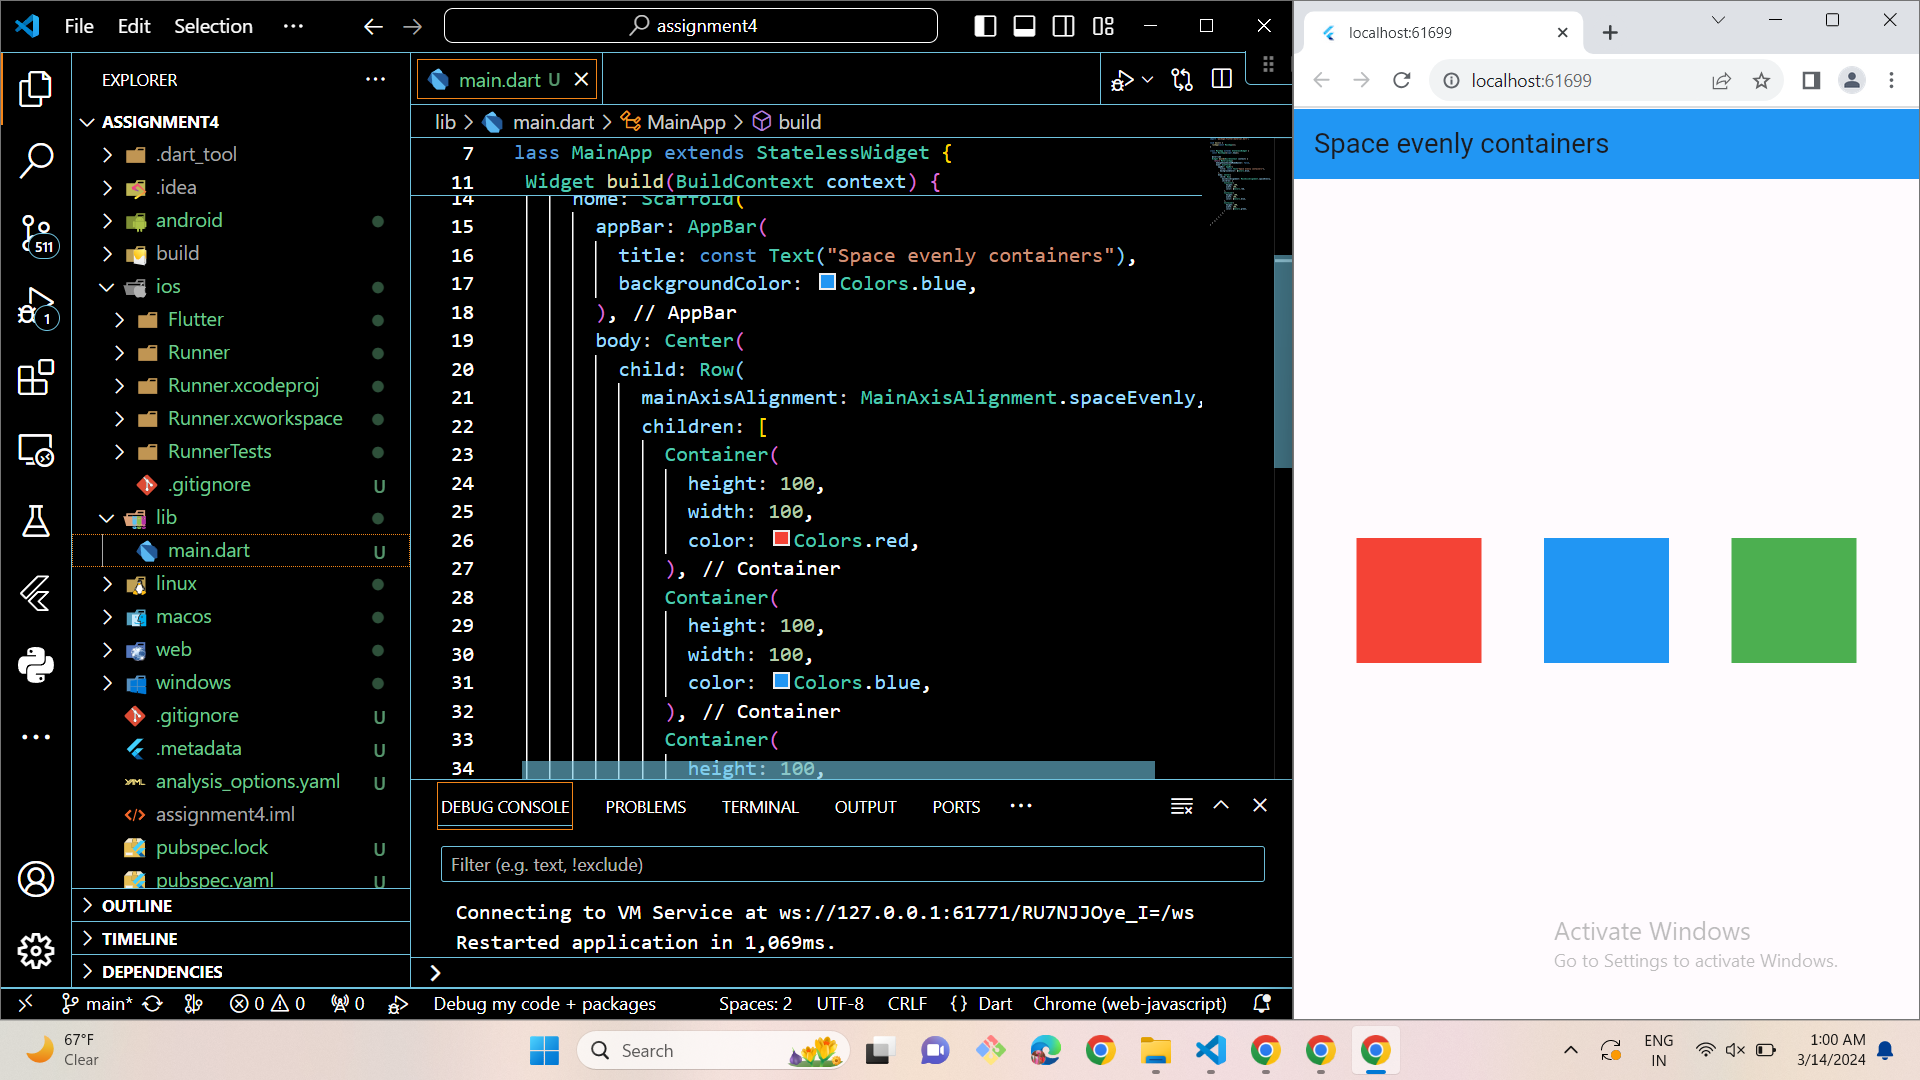 File Edit Selection ···
assignment4
EXPLORER
ASSIGNMENT4
.dart_tool
.idea
android
build
ios
Flutter
Runner
Runner.xcodeproj
Runner.xcworkspace
RunnerTests
.gitignore U
lib
main.dart U
linux
macos
web
windows
.gitignore U
.metadata U
analysis_options.yaml U
assignment4.iml
pubspec.lock U
pubspec.yaml U
OUTLINE
TIMELINE
DEPENDENCIES
511
1
main.dart U
lib > main.dart > MainApp > build
7 class MainApp extends StatelessWidget {
11 Widget build(BuildContext context) {
14 home: Scaffold(
15 appBar: AppBar(
16 title: const Text("Space evenly containers"),
17 backgroundColor: Colors.blue,
18 ), // AppBar
19 body: Center(
20 child: Row(
21 mainAxisAlignment: MainAxisAlignment.spaceEvenly,
22 children: [
23 Container(
24 height: 100,
25 width: 100,
26 color: Colors.red,
27 ), // Container
28 Container(
29 height: 100,
30 width: 100,
31 color: Colors.blue,
32 ), // Container
33 Container(
34 height: 100,
DEBUG CONSOLE PROBLEMS TERMINAL OUTPUT PORTS ···
Filter (e.g. text, !exclude)
Connecting to VM Service at ws://127.0.0.1:61771/RU7NJJOye_I=/ws
Restarted application in 1,069ms.
main* 0 0 0 Debug my code + packages Spaces: 2 UTF-8 CRLF {} Dart Chrome (web-javascript)
localhost:61699
localhost:61699
Space evenly containers
Activate Windows
Go to Settings to activate Windows.
67°F
Clear
Search
ENG
IN
1:00 AM
3/14/2024